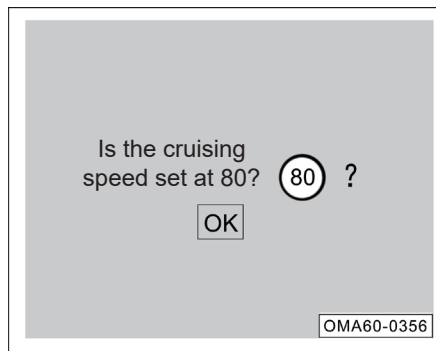 Is the cruising
speed set at 80? 80 ?
OK
OMA60-0356